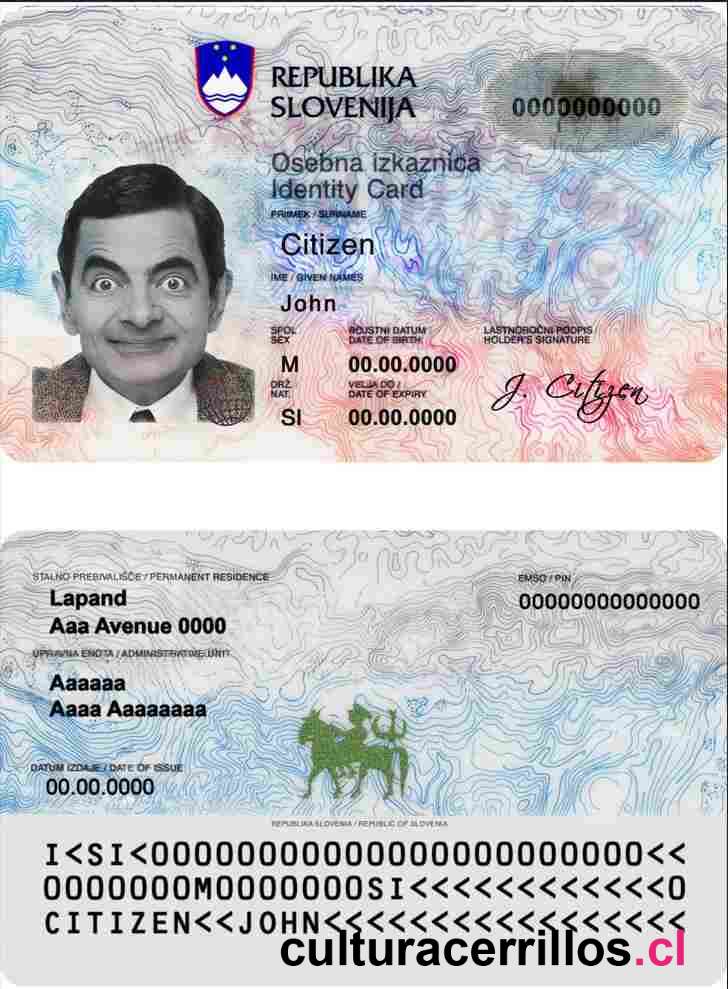 REPUBLIKA
SLOVENIJA
0000000000
Osebna izkaznica
Identity Card
PRIIMEK / SURNAME
Citizen
IME / GIVEN NAMES
John
SPOL ROJSTNI DATUM LASTNOROČNI PODPIS
SEX DATE OF BIRTH HOLDER'S SIGNATURE
M 00.00.0000
J. Citizen
DRŽ. VELJA DO /
NAT. DATE OF EXPIRY
SI 00.00.0000
STALNO PREBIVALIŠČE / PERMANENT RESIDENCE EMŠO / PIN
Lapand 00000000000000
Aaa Avenue 0000
UPRAVNA ENOTA / ADMINISTRATIVE UNIT
Aaaaaa
Aaaa Aaaaaaaa
DATUM IZDAJE / DATE OF ISSUE
00.00.0000
REPUBLIKA SLOVENIJA / REPUBLIC OF SLOVENIA
I<SI<0000000000000000000000000<<
0000000M0000000SI<<<<<<<<<<<<0
CITIZEN<<JOHN<<<<<<<<<<<<<<<<<
culturacerrillos.cl